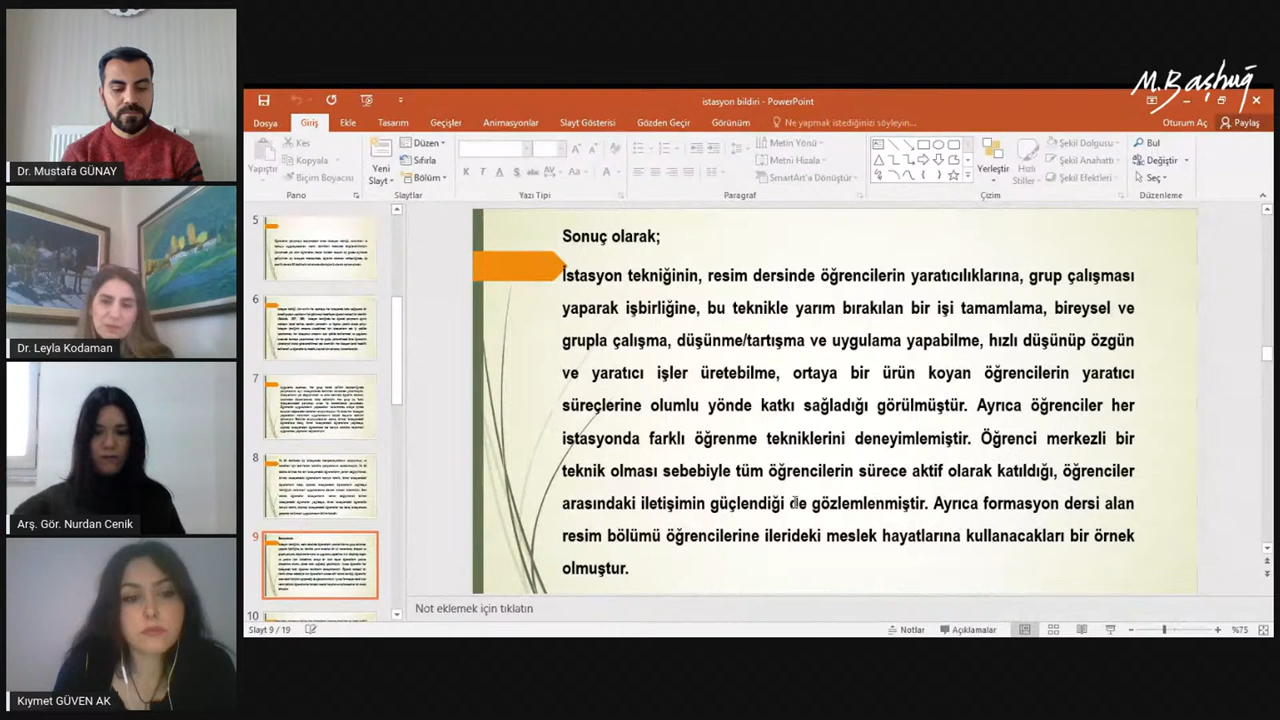 M.Başbuğ
istasyon bildiri - PowerPoint
Dosya
Giriş
Ekle
Tasarım
Geçişler
Animasyonlar
Slayt Gösterisi
Gözden Geçir
Görünüm
Ne yapmak istediğinizi söyleyin...
Oturum Aç
Paylaş
Yapıştır
Kes
Kopyala
Biçim Boyacısı
Pano
Yeni Slayt
Düzen
Sıfırla
Bölüm
Slaytlar
K T A S abc AV Aa A
Yazı Tipi
Metin Yönü
Metni Hizala
SmartArt'a Dönüştür
Paragraf
Yerleştir
Hızlı Stiller
Şekil Dolgusu
Şekil Anahattı
Şekil Efektleri
Çizim
Bul
Değiştir
Seç
Düzenleme
5
6
7
8
9
10
Sonuç olarak;
İstasyon tekniğinin, resim dersinde öğrencilerin yaratıcılıklarına, grup çalışması
yaparak işbirliğine, bu teknikle yarım bırakılan bir işi tamamlama, bireysel ve
grupla çalışma, düşünme/tartışma ve uygulama yapabilme, hızlı düşünüp özgün
ve yaratıcı işler üretebilme, ortaya bir ürün koyan öğrencilerin yaratıcı
süreçlerine olumlu yönde katkı sağladığı görülmüştür. Ayrıca öğrenciler her
istasyonda farklı öğrenme tekniklerini deneyimlemiştir. Öğrenci merkezli bir
teknik olması sebebiyle tüm öğrencilerin sürece aktif olarak katıldığı, öğrenciler
arasındaki iletişimin güçlendiği de gözlemlenmiştir. Ayrıca formasyon dersi alan
resim bölümü öğrencilerine ilerideki meslek hayatlarına kullanacakları bir örnek
olmuştur.
Not eklemek için tıklatın
Slayt 9 / 19
Notlar
Açıklamalar
%75
Dr. Mustafa GÜNAY
Dr. Leyla Kodaman
Arş. Gör. Nurdan Cenik
Kıymet GÜVEN AK